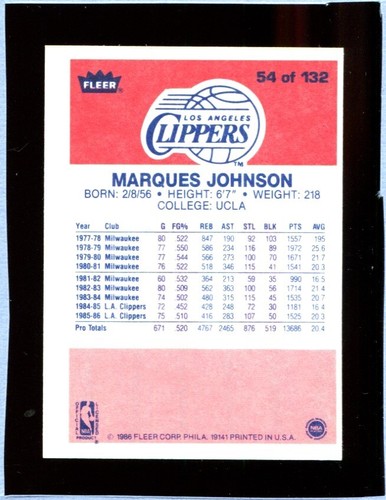 FLEER
54 of 132
LOS ANGELES
CLIPPERS
TM
MARQUES JOHNSON
BORN: 2/8/56 • HEIGHT: 6'7" • WEIGHT: 218
COLLEGE: UCLA
Year Club G FG% REB AST STL BLK PTS AVG
1977-78 Milwaukee 80 .522 847 190 92 103 1557 19.5
1978-79 Milwaukee 77 .550 586 234 116 89 1972 25.6
1979-80 Milwaukee 77 .544 566 273 100 70 1671 21.7
1980-81 Milwaukee 76 .552 518 346 115 41 1541 20.3
1981-82 Milwaukee 60 .532 364 213 59 35 990 16.5
1982-83 Milwaukee 80 .509 562 363 100 56 1714 21.4
1983-84 Milwaukee 74 .502 480 315 115 45 1535 20.7
1984-85 L.A. Clippers 72 .452 428 248 72 30 1181 16.4
1985-86 L.A. Clippers 75 .510 416 283 107 50 1525 20.3
Pro Totals 671 .520 4767 2465 876 519 13686 20.4
OFFICIAL
LICENSED
NBA
PRODUCT
© 1986 FLEER CORP. PHILA. 19141 PRINTED IN U.S.A.
NBA